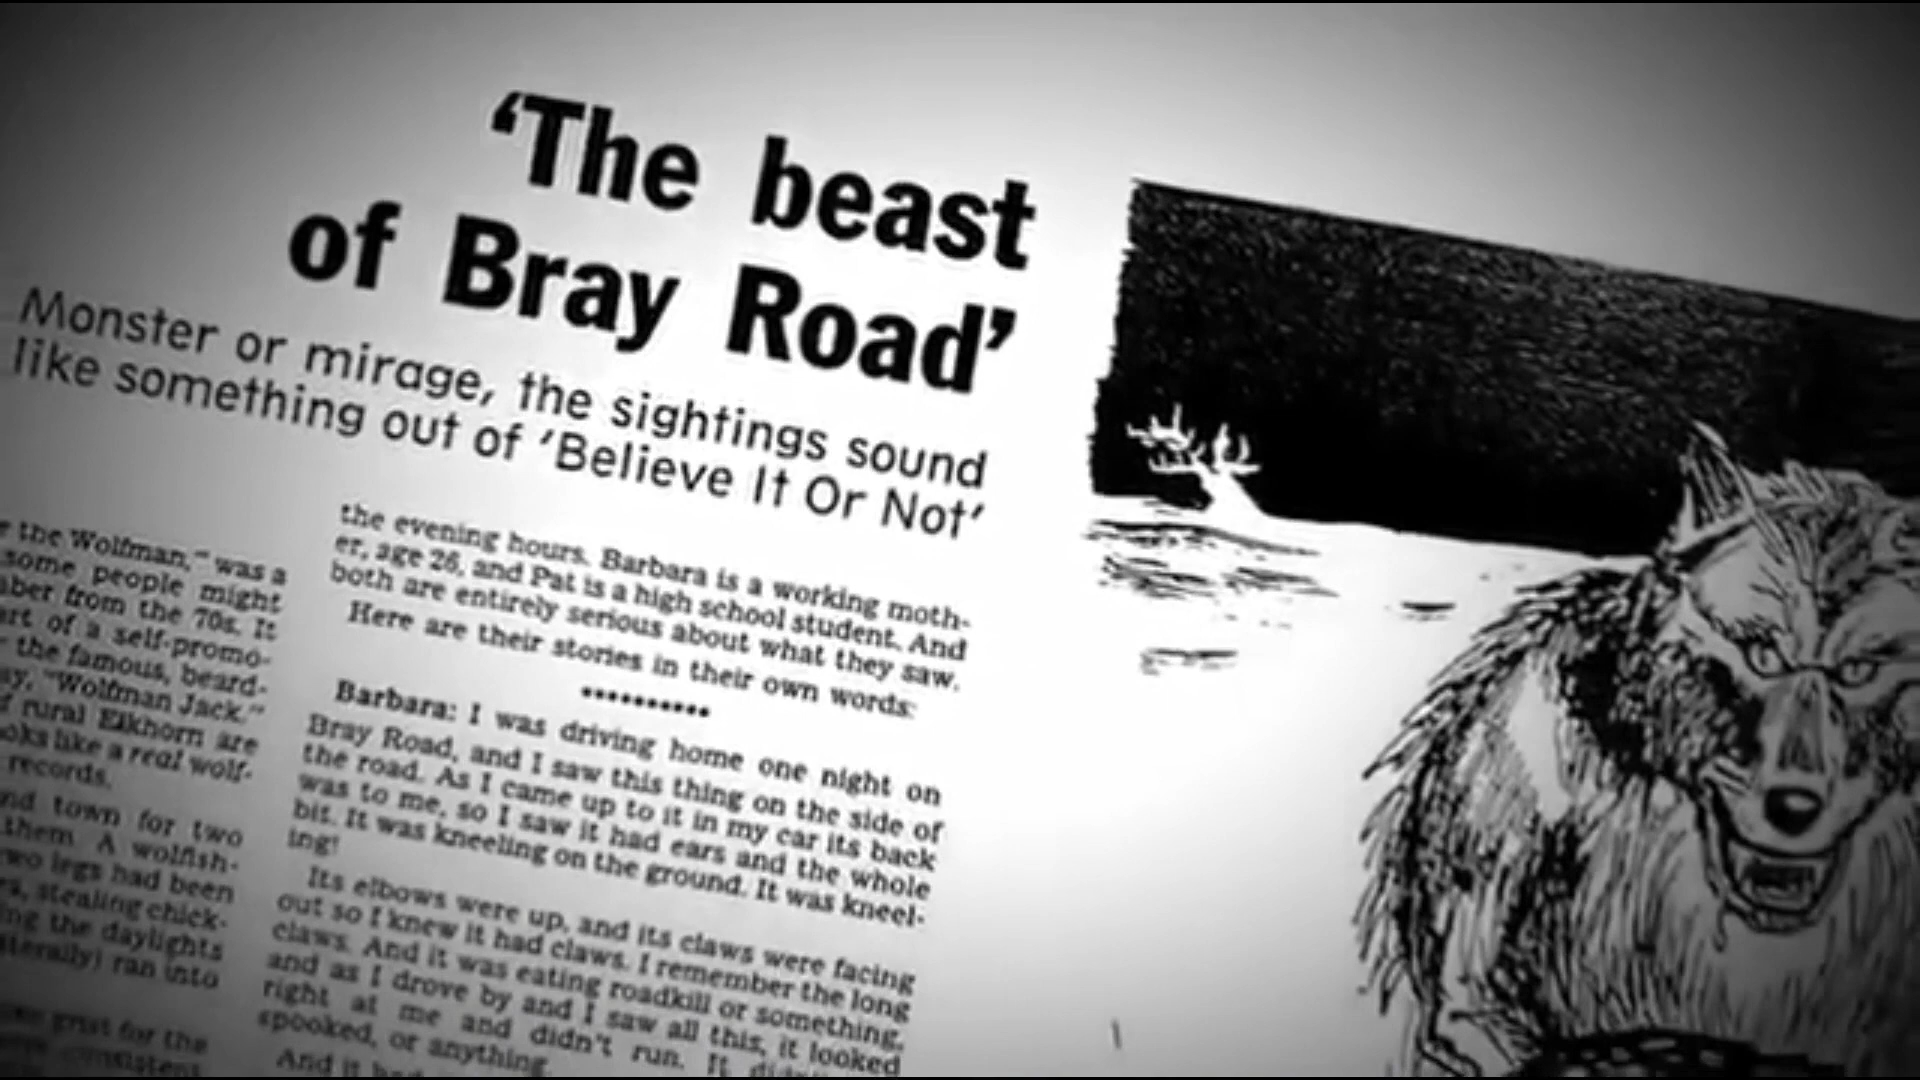 ‘The beast
of Bray Road’
Monster or mirage, the sightings sound
like something out of ‘Believe It Or Not’
the Wolfman,” was a
some people might
from the 70s. It
of a self-promo-
the famous, beard-
“Wolfman Jack.”
rural Elkhorn are
like a real wolf-
records.
town for two
them. A wolfish-
two legs had been
stealing chick-
the daylights
ran into
grist for the
consistent
the evening hours. Barbara is a working moth-
er, age 26, and Pat is a high school student. And
both are entirely serious about what they saw.
Here are their stories in their own words:
Barbara: I was driving home one night on
Bray Road, and I saw this thing on the side of
the road. As I came up to it in my car its back
was to me, so I saw it had ears and the whole
bit. It was kneeling on the ground. It was kneel-
ing!
Its elbows were up, and its claws were facing
out so I knew it had claws. I remember the long
claws. And it was eating roadkill or something,
and as I drove by and I saw all this, it looked
right at me and didn't run. It
spooked, or anything.
And it